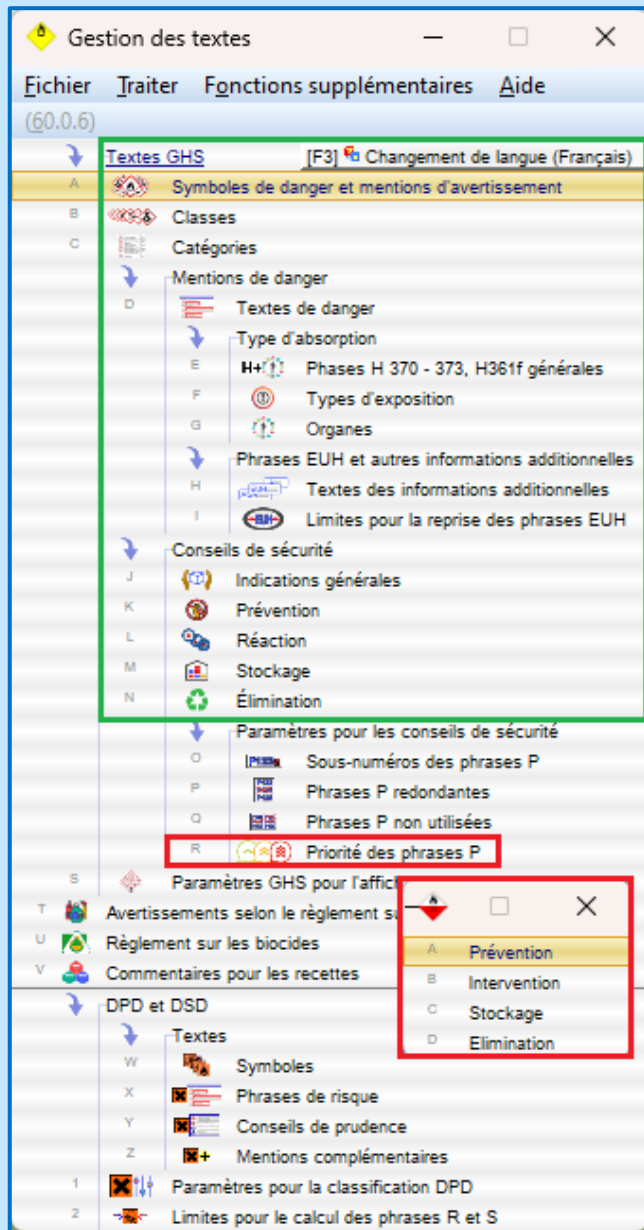 Gestion des textes
Fichier Traiter Fonctions supplémentaires Aide
(60.0.6)
Textes GHS [F3] Changement de langue (Français)
A Symboles de danger et mentions d'avertissement
B Classes
C Catégories
Mentions de danger
D Textes de danger
Type d'absorption
E H+ Phases H 370 - 373, H361f générales
F Types d'exposition
G Organes
Phrases EUH et autres informations additionnelles
H Textes des informations additionnelles
I EUH Limites pour la reprise des phrases EUH
Conseils de sécurité
J Indications générales
K Prévention
L Réaction
M Stockage
N Élimination
Paramètres pour les conseils de sécurité
O Sous-numéros des phrases P
P Phrases P redondantes
Q Phrases P non utilisées
R Priorité des phrases P
S Paramètres GHS pour l'affic
T Avertissements selon le règlement su
U Règlement sur les biocides
V Commentaires pour les recettes
A Prévention
B Intervention
C Stockage
D Elimination
DPD et DSD
Textes
W Symboles
X Phrases de risque
Y Conseils de prudence
Z Mentions complémentaires
1 Paramètres pour la classification DPD
2 Limites pour le calcul des phrases R et S